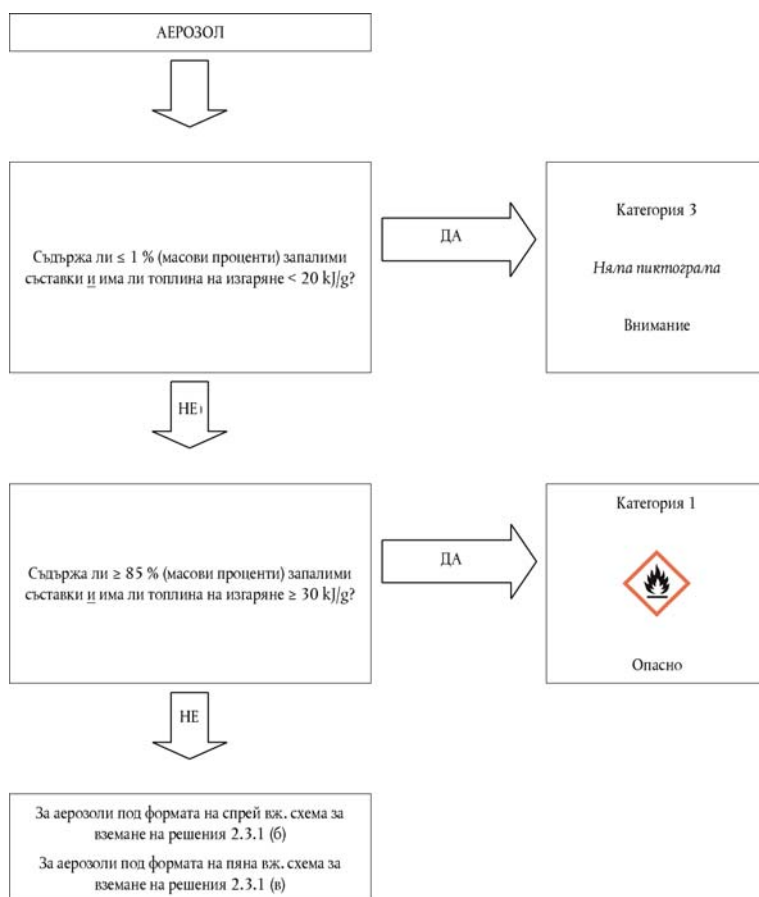 АЕРОЗОЛ
Съдържа ли ≤ 1 % (масови проценти) запалими
съставки и има ли топлина на изгаряне < 20 kJ/g?
ДА
Категория 3
Няма пиктограма
Внимание
НЕ)
Съдържа ли ≥ 85 % (масови проценти) запалими
съставки и има ли топлина на изгаряне ≥ 30 kJ/g?
ДА
Категория 1
Опасно
НЕ
За аерозоли под формата на спрей вж. схема за
вземане на решения 2.3.1 (б)
За аерозоли под формата на пяна вж. схема за
вземане на решения 2.3.1 (в)